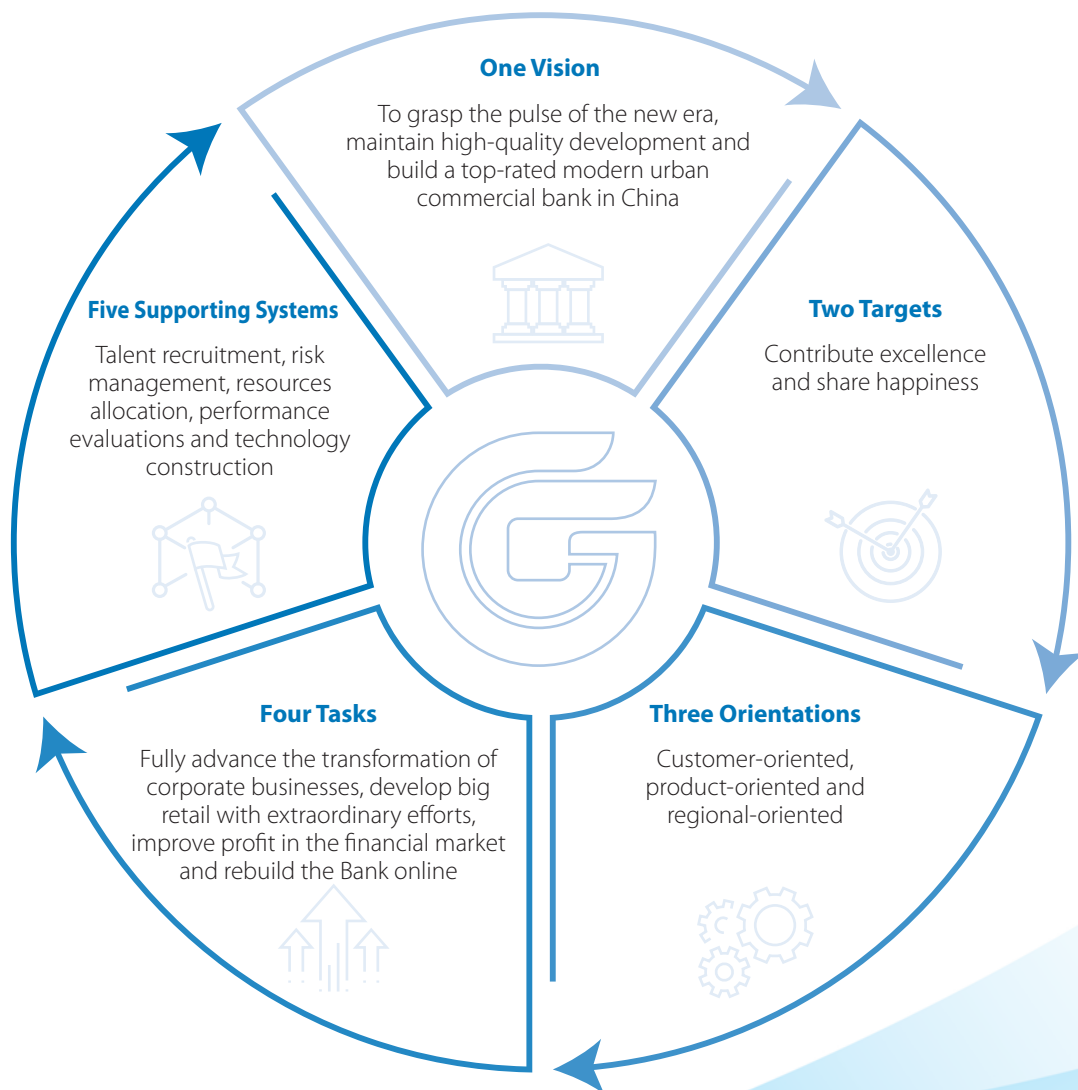 One Vision
To grasp the pulse of the new era,
maintain high-quality development and
build a top-rated modern urban
commercial bank in China
Two Targets
Contribute excellence
and share happiness
Three Orientations
Customer-oriented,
product-oriented and
regional-oriented
Four Tasks
Fully advance the transformation of
corporate businesses, develop big
retail with extraordinary efforts,
improve profit in the financial market
and rebuild the Bank online
Five Supporting Systems
Talent recruitment, risk
management, resources
allocation, performance
evaluations and technology
construction